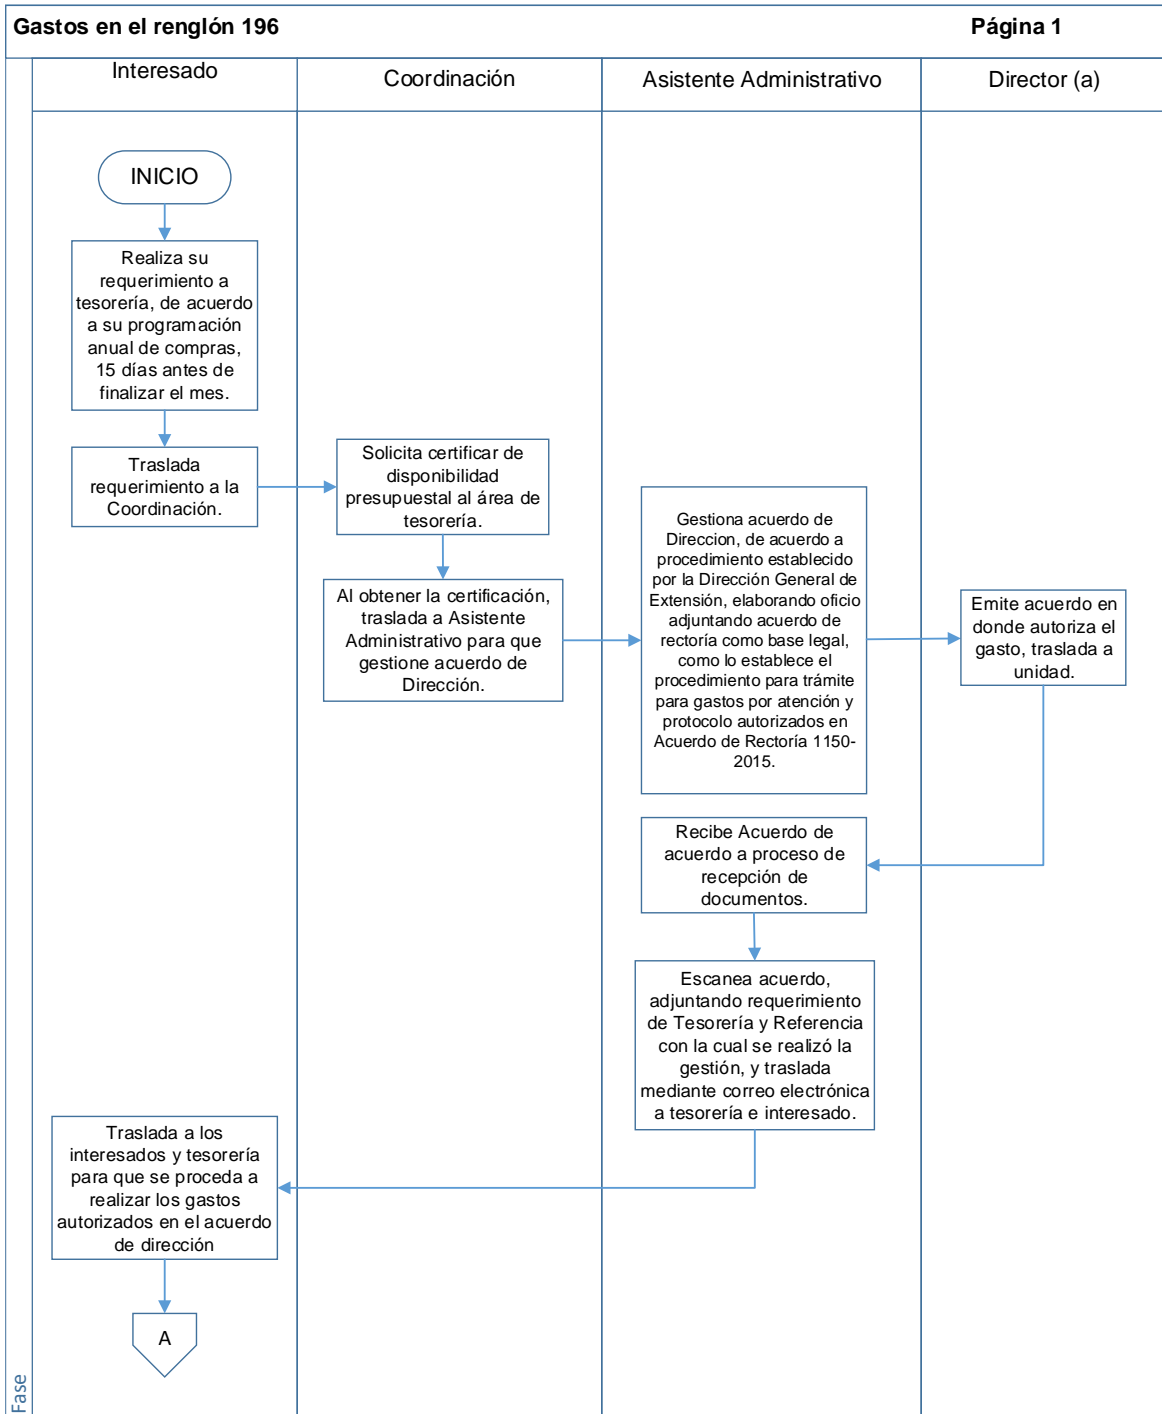 Gastos en el renglón 196
Página 1
Interesado
Coordinación
Asistente Administrativo
Director (a)
INICIO
Realiza su
requerimiento a
tesorería, de acuerdo
a su programación
anual de compras,
15 días antes de
finalizar el mes.
Traslada
requerimiento a la
Coordinación.
Solicita certificar de
disponibilidad
presupuestal al área de
tesorería.
Al obtener la certificación,
traslada a Asistente
Administrativo para que
gestione acuerdo de
Dirección.
Gestiona acuerdo de
Direccion, de acuerdo a
procedimiento establecido
por la Dirección General de
Extensión, elaborando oficio
adjuntando acuerdo de
rectoría como base legal,
como lo establece el
procedimiento para trámite
para gastos por atención y
protocolo autorizados en
Acuerdo de Rectoría 1150-
2015.
Emite acuerdo en
donde autoriza el
gasto, traslada a
unidad.
Recibe Acuerdo de
acuerdo a proceso de
recepción de
documentos.
Escanea acuerdo,
adjuntando requerimiento
de Tesorería y Referencia
con la cual se realizó la
gestión, y traslada
mediante correo electrónica
a tesorería e interesado.
Traslada a los
interesados y tesorería
para que se proceda a
realizar los gastos
autorizados en el acuerdo
de dirección
A
Fase